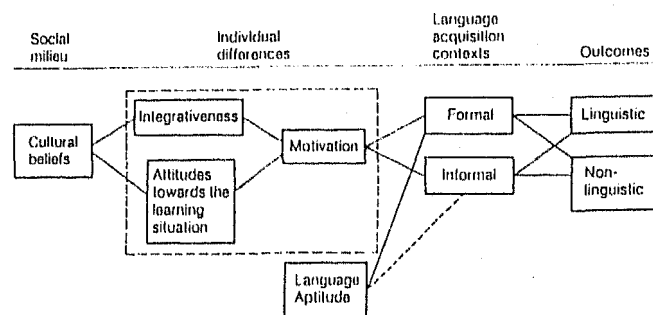 Social
milieu
Individual
differences
Language
acquisition
contexts
Outcomes
Cultural
beliefs
Integrativeness
Attitudes
towards the
learning
situation
Motivation
Formal
Informal
Linguistic
Non-
linguistic
Language
Aptitude